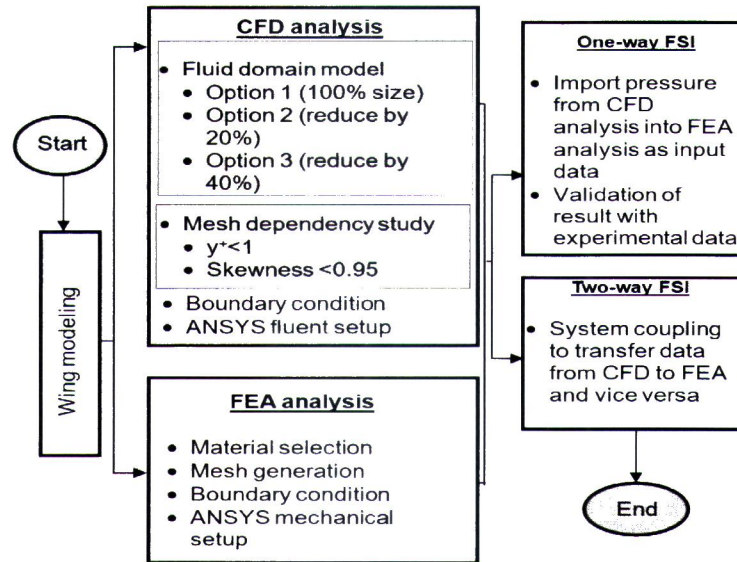 Start
Wing modeling
CFD analysis
• Fluid domain model
• Option 1 (100% size)
• Option 2 (reduce by
20%)
• Option 3 (reduce by
40%)
• Mesh dependency study
• y+<1
• Skewness <0.95
• Boundary condition
• ANSYS fluent setup
FEA analysis
• Material selection
• Mesh generation
• Boundary condition
• ANSYS mechanical
setup
One-way FSI
• Import pressure
from CFD
analysis into FEA
analysis as input
data
• Validation of
result with
experimental data
Two-way FSI
• System coupling
to transfer data
from CFD to FEA
and vice versa
End